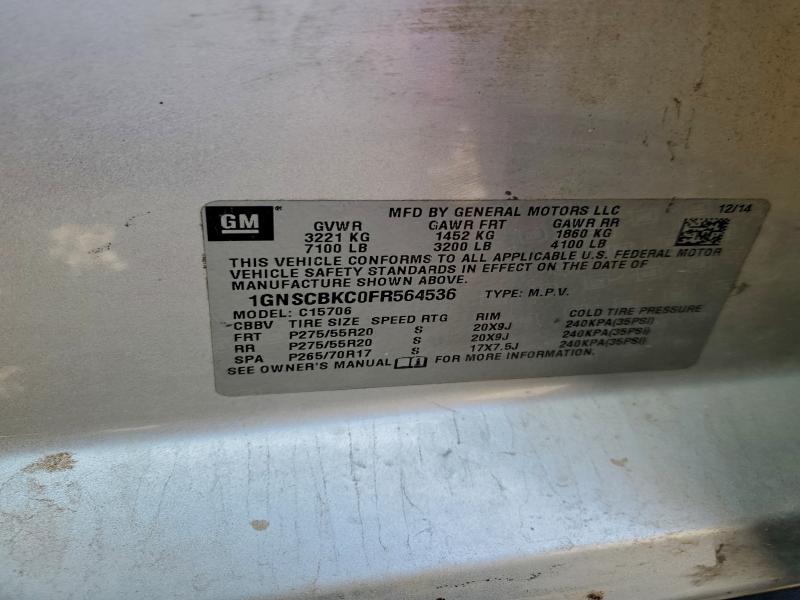 GM
MFD BY GENERAL MOTORS LLC 12/14
GVWR GAWR FRT GAWR RR
3221 KG 1452 KG 1860 KG
7100 LB 3200 LB 4100 LB
THIS VEHICLE CONFORMS TO ALL APPLICABLE U.S. FEDERAL MOTOR
VEHICLE SAFETY STANDARDS IN EFFECT ON THE DATE OF
MANUFACTURE SHOWN ABOVE.
1GNSCBKC0FR564536 TYPE: M.P.V.
MODEL: C15706
CBBV TIRE SIZE SPEED RTG RIM COLD TIRE PRESSURE
FRT P275/55R20 S 20X9J 240KPA(35PSI)
RR P275/55R20 S 20X9J 240KPA(35PSI)
SPA P265/70R17 S 17X7.5J 240KPA(35PSI)
SEE OWNER'S MANUAL FOR MORE INFORMATION.